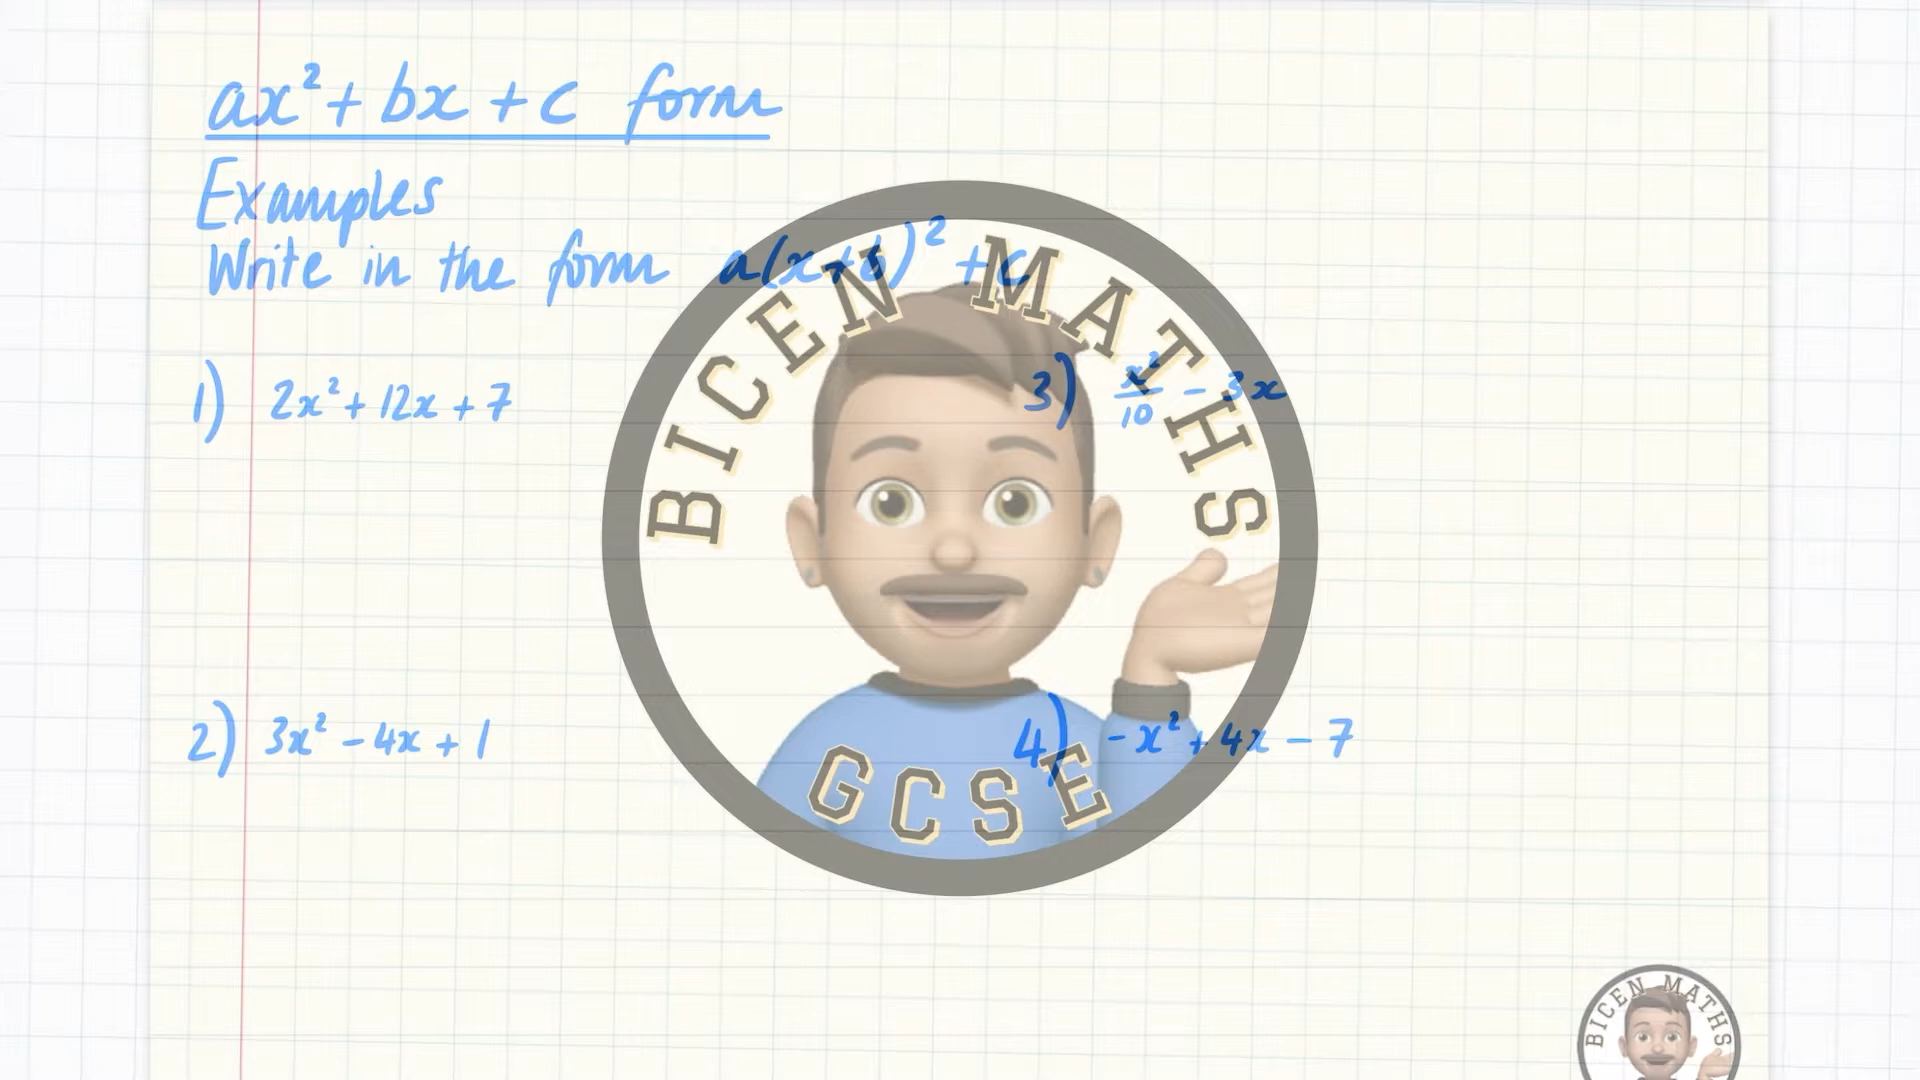 ax² + bx + c form
Examples
Write in the form a(x+b)² + c
1) 2x² + 12x + 7
3) x²/10 - 3x
2) 3x² - 4x + 1
4) -x² + 4x - 7
BICEN MATHS
GCSE
BICEN MATHS